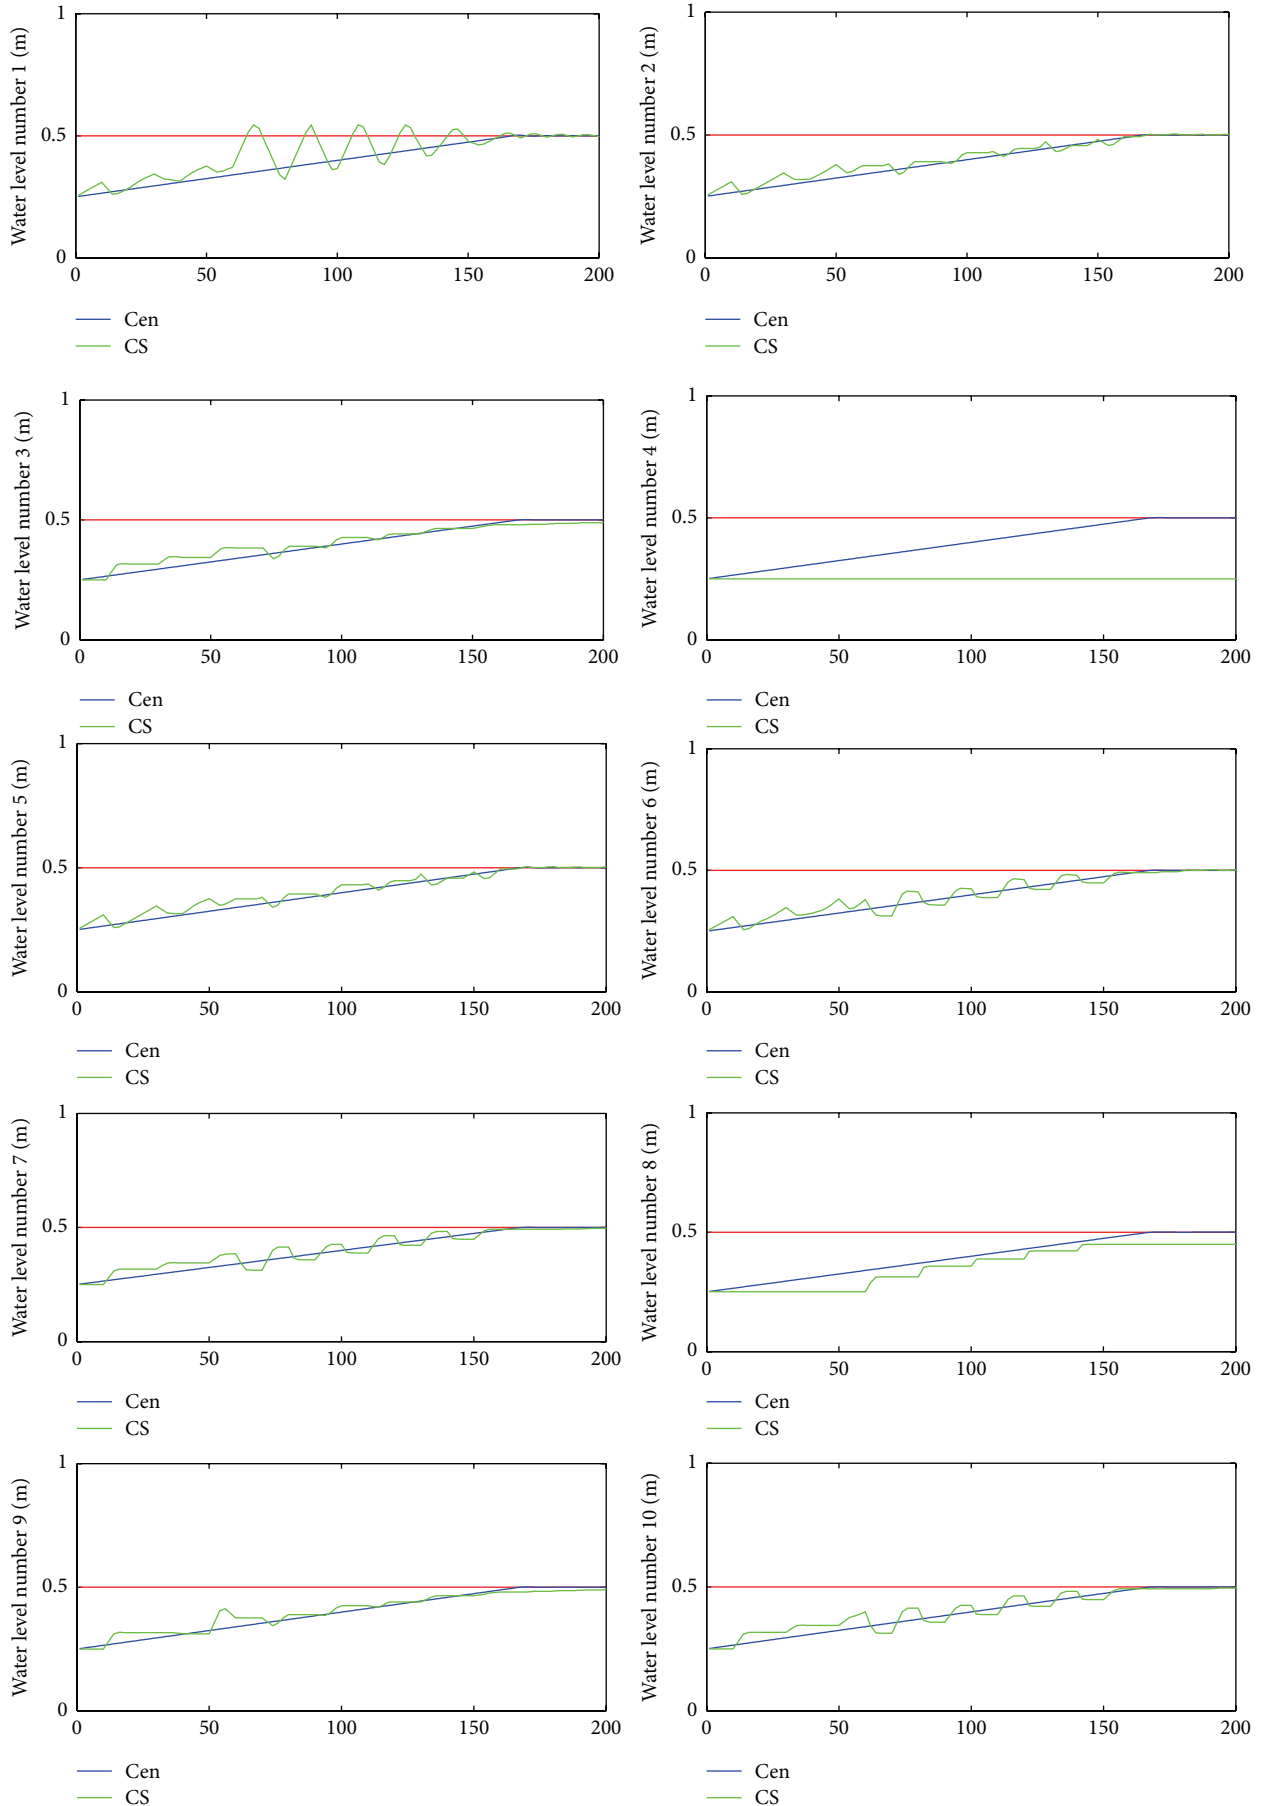 Water level number 1 (m)
1
0.5
0
0 50 100 150 200
Cen
CS
Water level number 2 (m)
1
0.5
0
0 50 100 150 200
Cen
CS
Water level number 3 (m)
1
0.5
0
0 50 100 150 200
Cen
CS
Water level number 4 (m)
1
0.5
0
0 50 100 150 200
Cen
CS
Water level number 5 (m)
1
0.5
0
0 50 100 150 200
Cen
CS
Water level number 6 (m)
1
0.5
0
0 50 100 150 200
Cen
CS
Water level number 7 (m)
1
0.5
0
0 50 100 150 200
Cen
CS
Water level number 8 (m)
1
0.5
0
0 50 100 150 200
Cen
CS
Water level number 9 (m)
1
0.5
0
0 50 100 150 200
Cen
CS
Water level number 10 (m)
1
0.5
0
0 50 100 150 200
Cen
CS